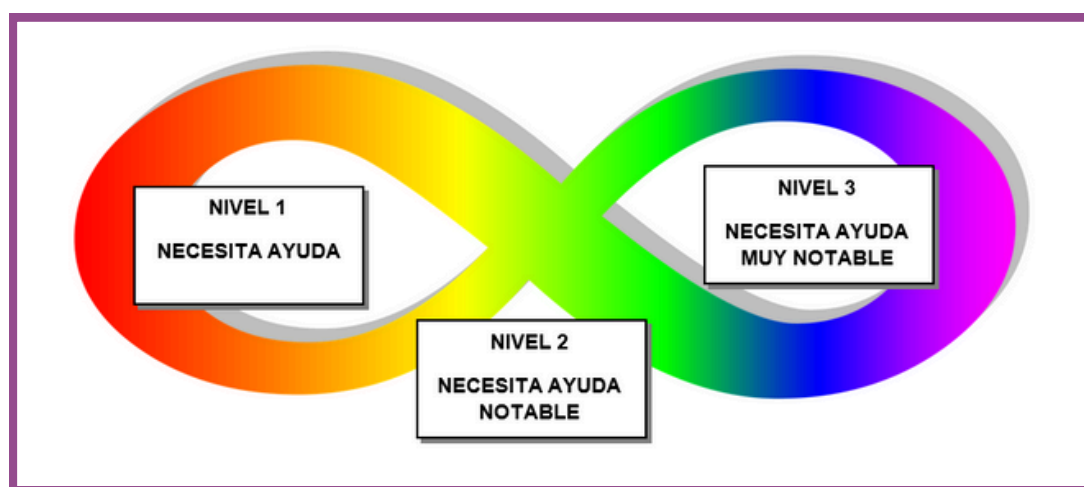 NIVEL 1
NECESITA AYUDA
NIVEL 2
NECESITA AYUDA
NOTABLE
NIVEL 3
NECESITA AYUDA
MUY NOTABLE